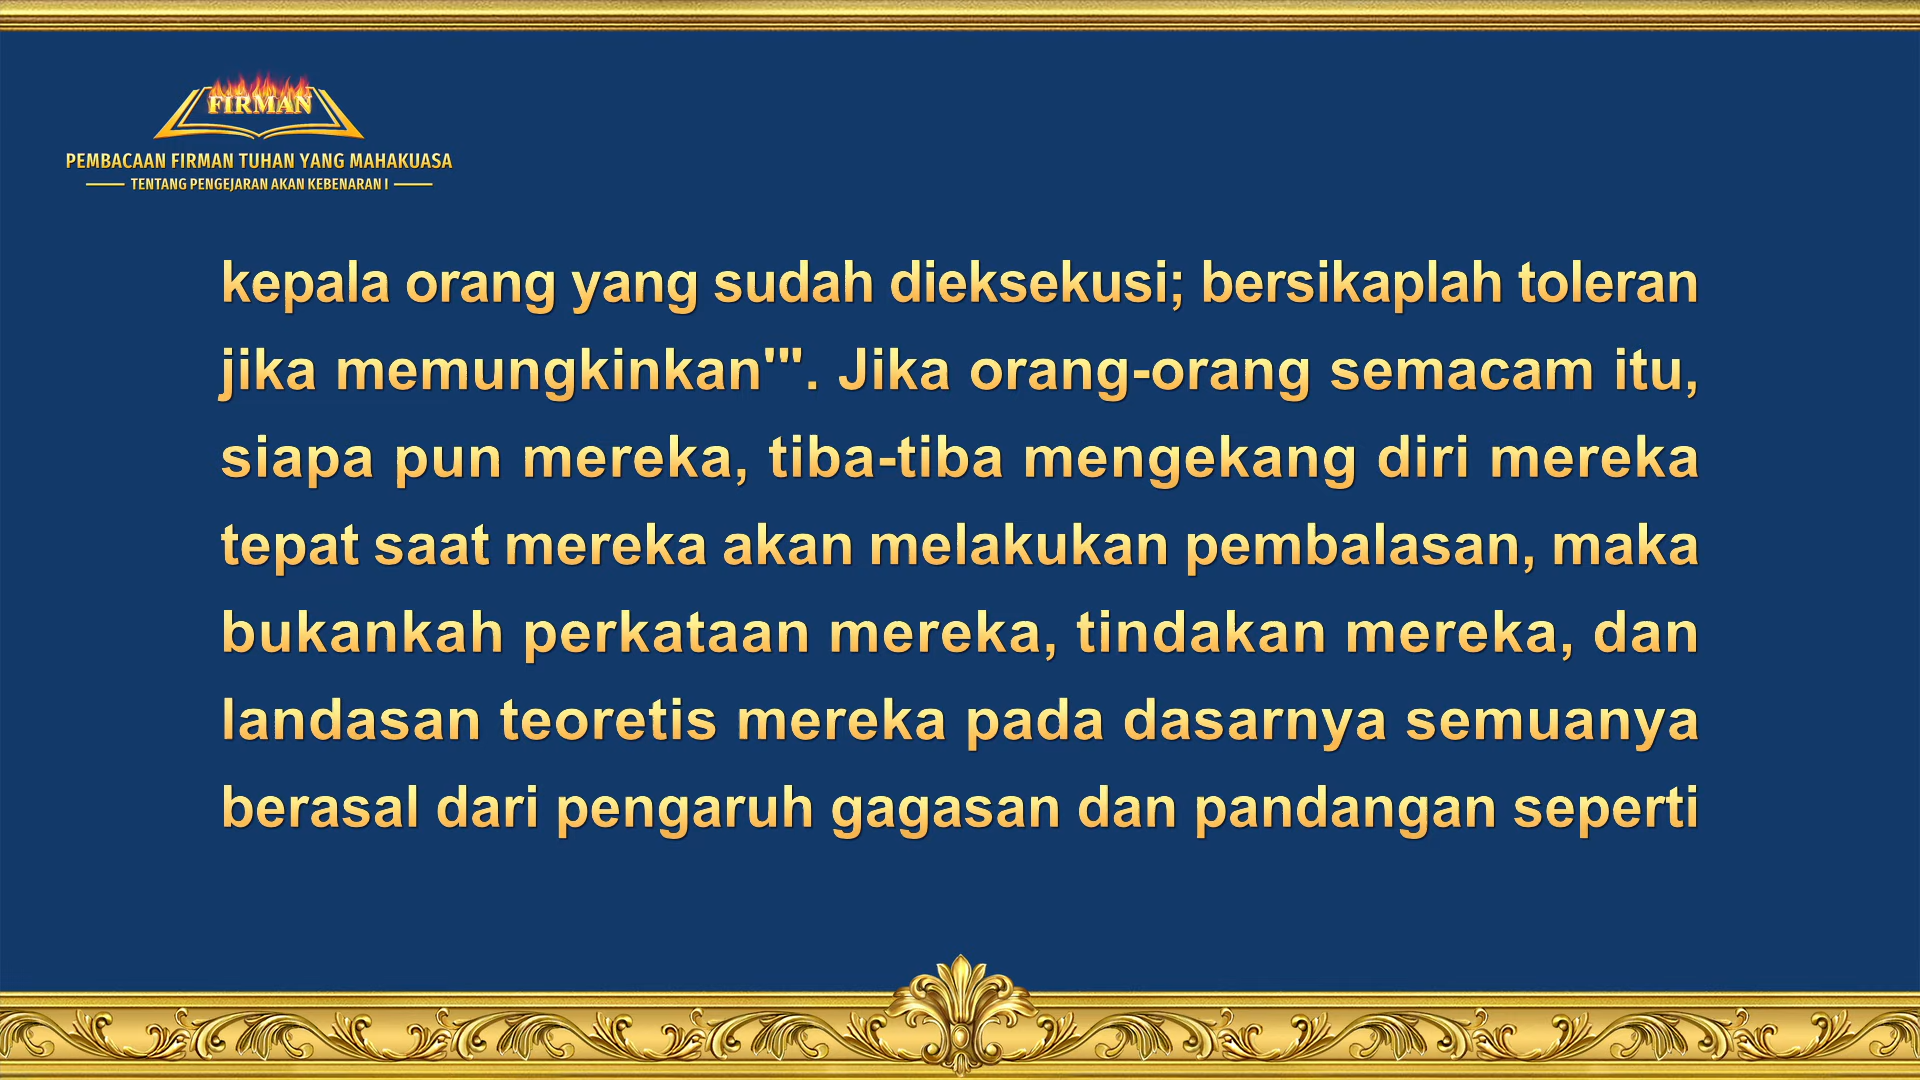 FIRMAN
PEMBACAAN FIRMAN TUHAN YANG MAHAKUASA
TENTANG PENGEJARAN AKAN KEBENARAN I
kepala orang yang sudah dieksekusi; bersikaplah toleran
jika memungkinkan'". Jika orang-orang semacam itu,
siapa pun mereka, tiba-tiba mengekang diri mereka
tepat saat mereka akan melakukan pembalasan, maka
bukankah perkataan mereka, tindakan mereka, dan
landasan teoretis mereka pada dasarnya semuanya
berasal dari pengaruh gagasan dan pandangan seperti